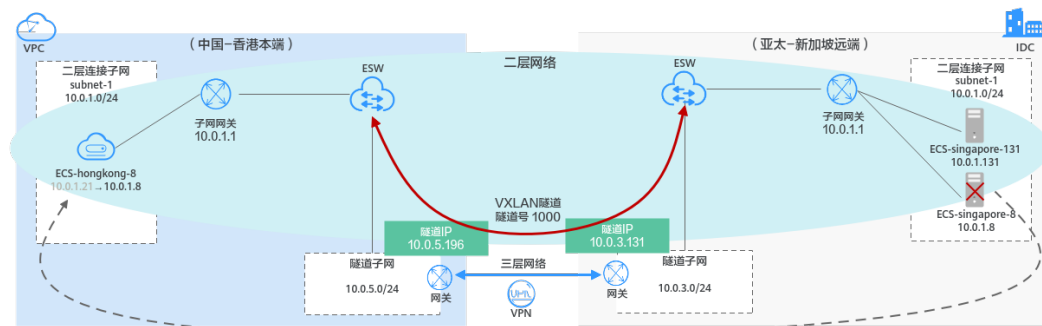 VPC
（中国-香港本端）
（亚太-新加坡远端）
IDC
二层连接子网
subnet-1
10.0.1.0/24
子网网关
10.0.1.1
ESW
二层网络
ESW
子网网关
10.0.1.1
二层连接子网
subnet-1
10.0.1.0/24
ECS-hongkong-8
10.0.1.21→10.0.1.8
ECS-singapore-131
10.0.1.131
ECS-singapore-8
10.0.1.8
VXLAN隧道
隧道号 1000
隧道IP
10.0.5.196
隧道IP
10.0.3.131
隧道子网
10.0.5.0/24
网关
三层网络
VPN
网关
隧道子网
10.0.3.0/24